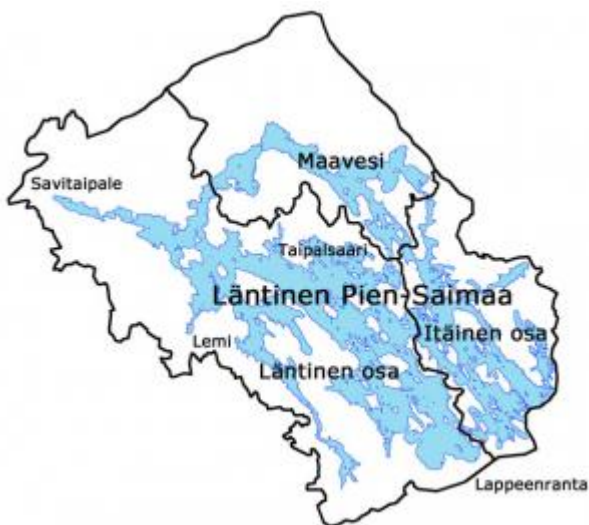 Maavesi
Savitaipale
Taipalsaari
Läntinen Pien-Saimaa
Itäinen osa
Lemi
Läntinen osa
Lappeenranta